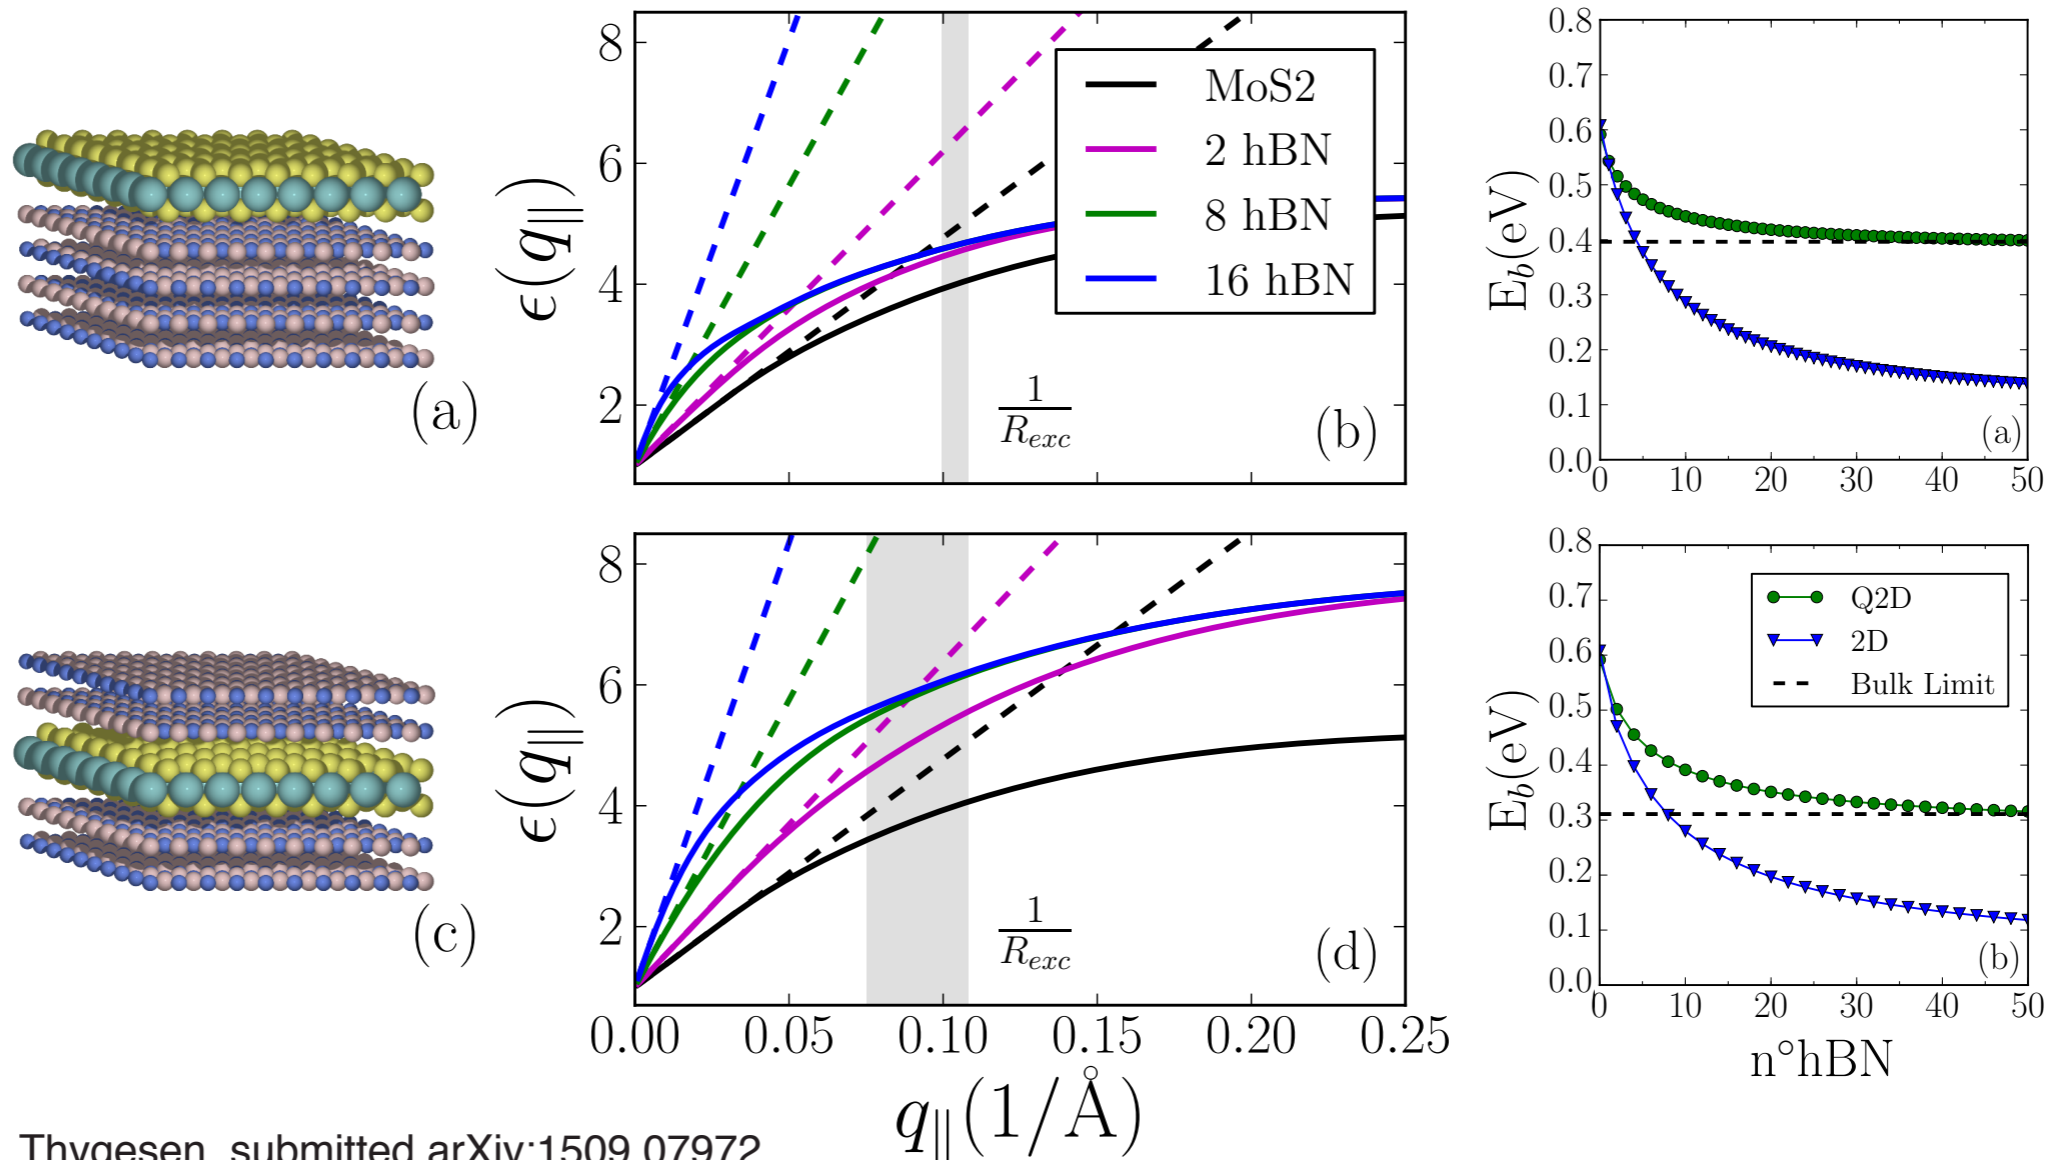 (a)
8
6
4
2
ϵ(q∥)
MoS2
2 hBN
8 hBN
16 hBN
1
R_exc
(b)
0.8
0.7
0.6
0.5
0.4
0.3
0.2
0.1
0.0
E_b(eV)
(a)
0 10 20 30 40 50
(c)
8
6
4
2
ϵ(q∥)
1
R_exc
(d)
0.00 0.05 0.10 0.15 0.20 0.25
q∥(1/Å)
0.8
0.7
0.6
0.5
0.4
0.3
0.2
0.1
0.0
E_b(eV)
Q2D
2D
Bulk Limit
(b)
0 10 20 30 40 50
n°hBN
Thygesen, submitted arXiv:1509.07972